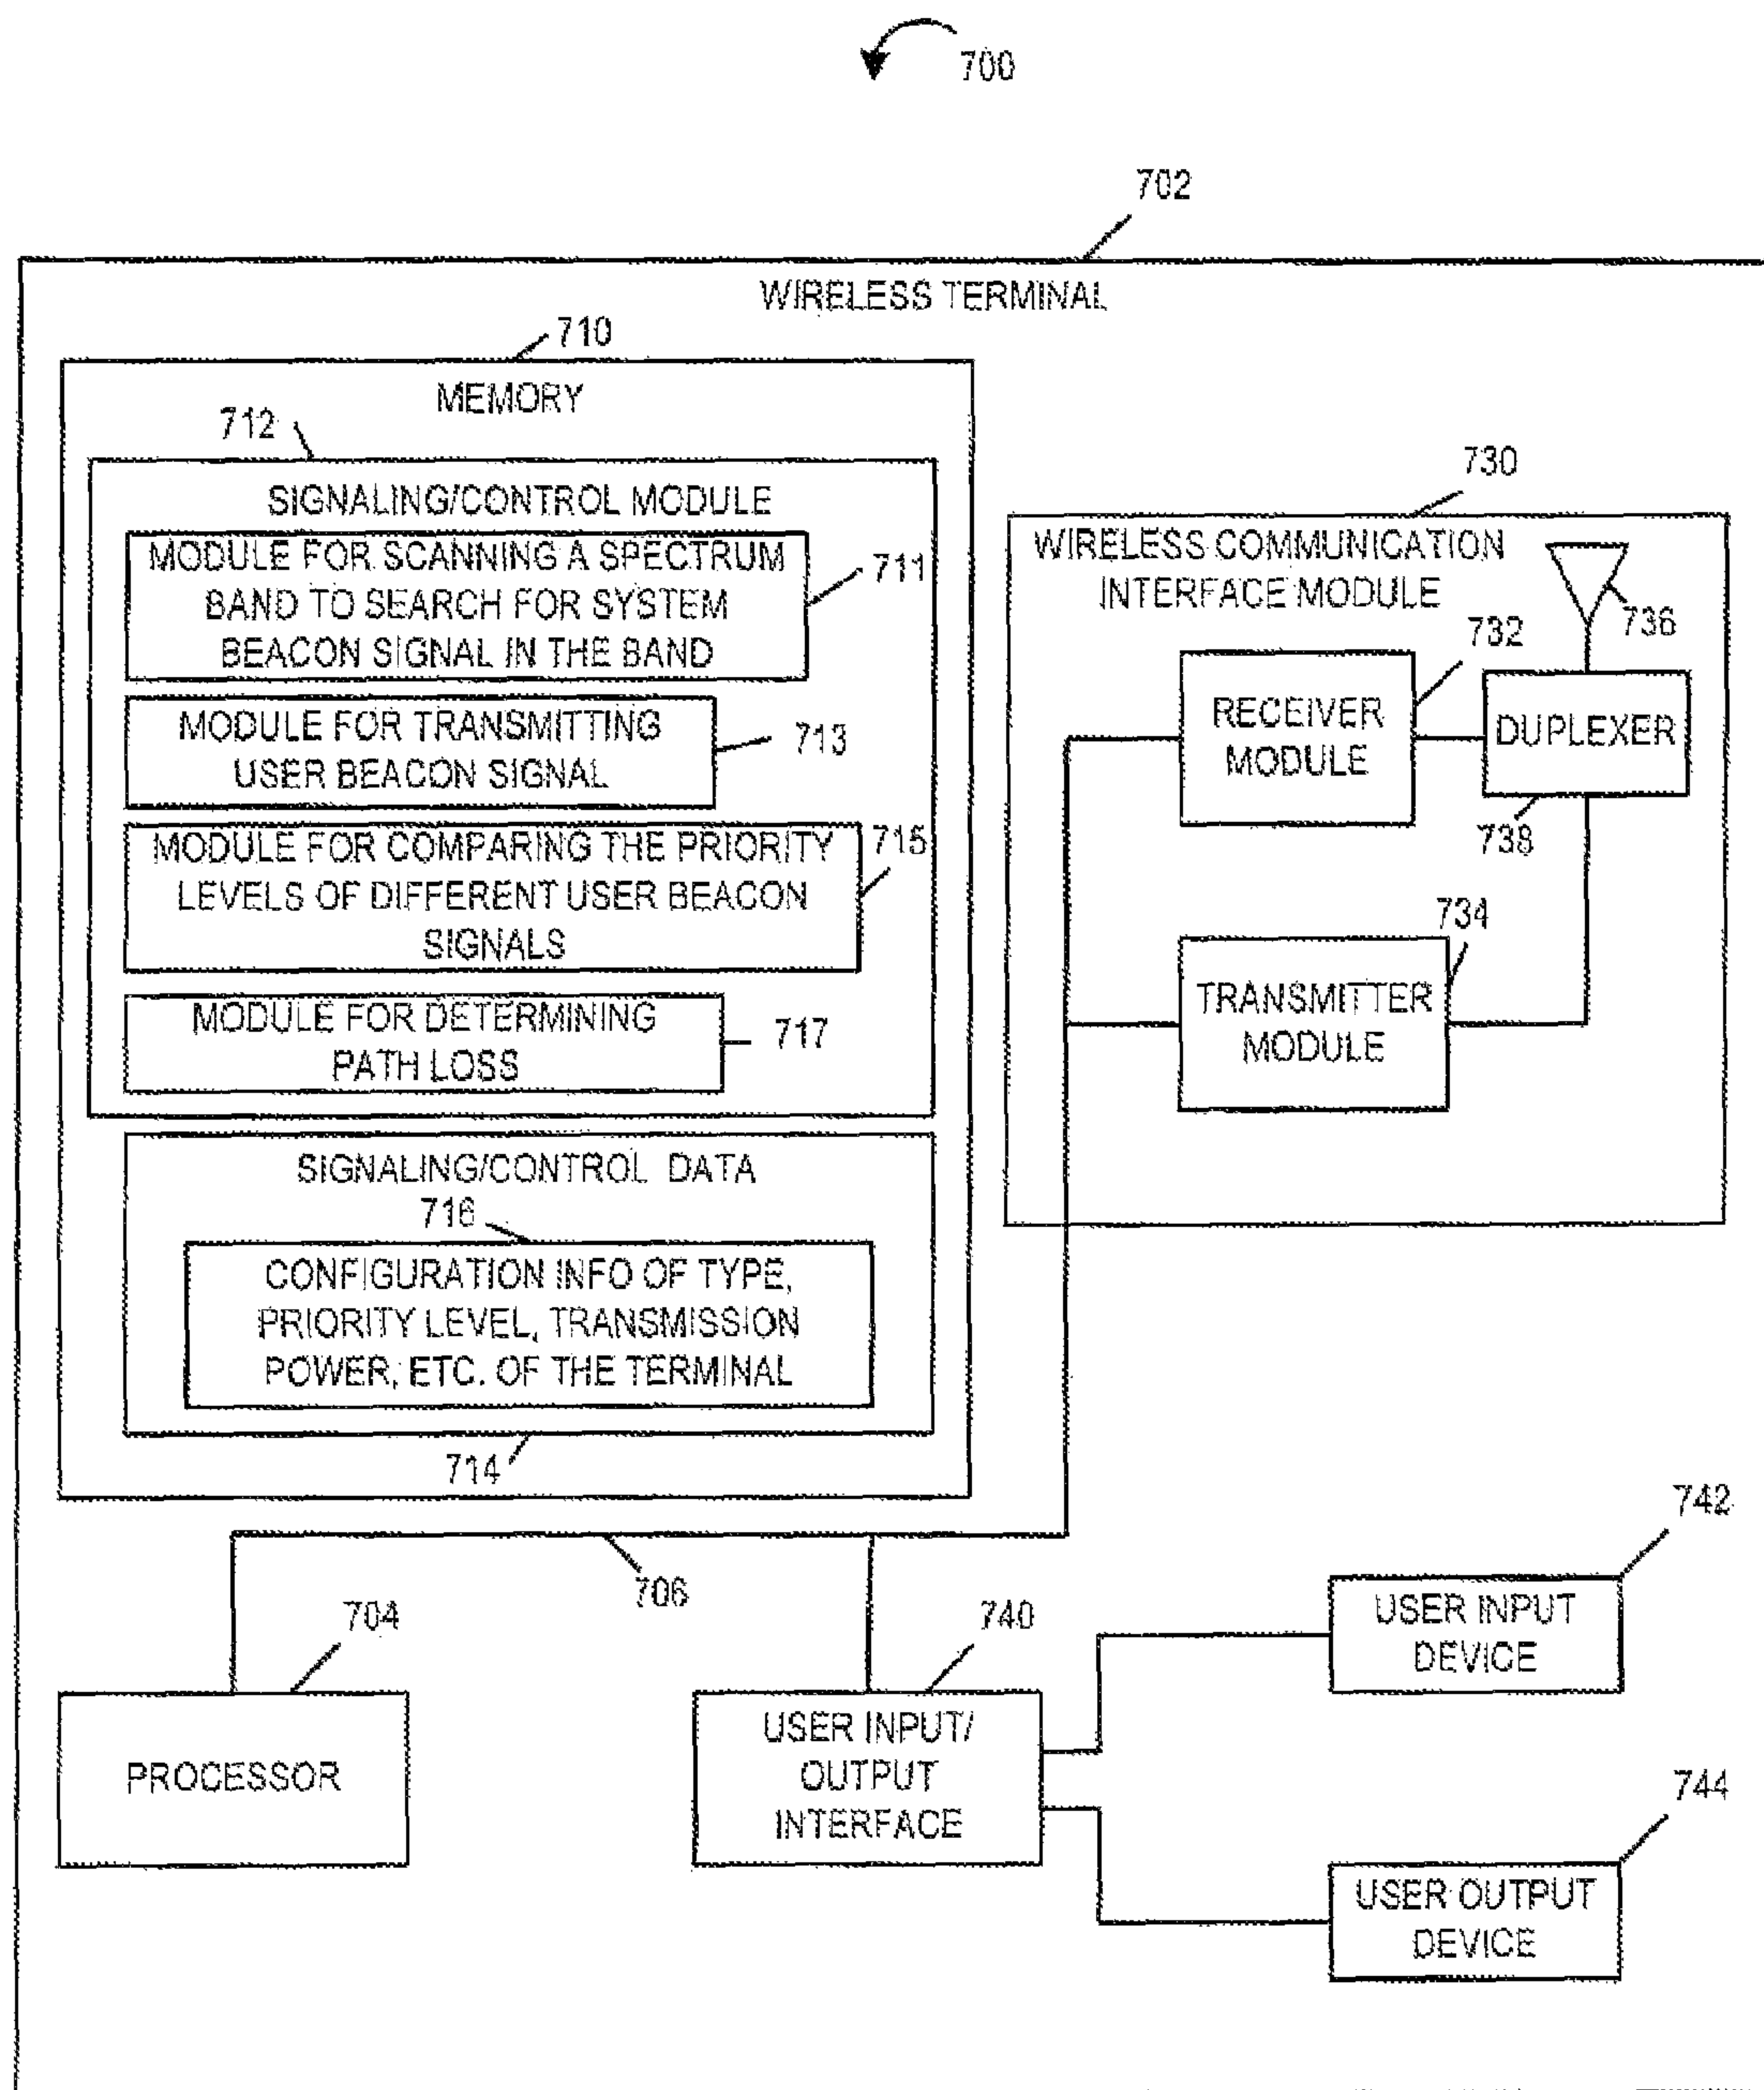 700
702
WIRELESS TERMINAL
710
MEMORY
712
SIGNALING/CONTROL MODULE
MODULE FOR SCANNING A SPECTRUM
BAND TO SEARCH FOR SYSTEM
BEACON SIGNAL IN THE BAND
711
MODULE FOR TRANSMITTING
USER BEACON SIGNAL
713
MODULE FOR COMPARING THE PRIORITY
LEVELS OF DIFFERENT USER BEACON
SIGNALS
715
MODULE FOR DETERMINING
PATH LOSS
717
SIGNALING/CONTROL DATA
716
CONFIGURATION INFO OF TYPE,
PRIORITY LEVEL, TRANSMISSION
POWER, ETC. OF THE TERMINAL
714
730
WIRELESS COMMUNICATION
INTERFACE MODULE
736
732
RECEIVER
MODULE
DUPLEXER
738
734
TRANSMITTER
MODULE
706
704
PROCESSOR
740
USER INPUT/
OUTPUT
INTERFACE
742
USER INPUT
DEVICE
744
USER OUTPUT
DEVICE